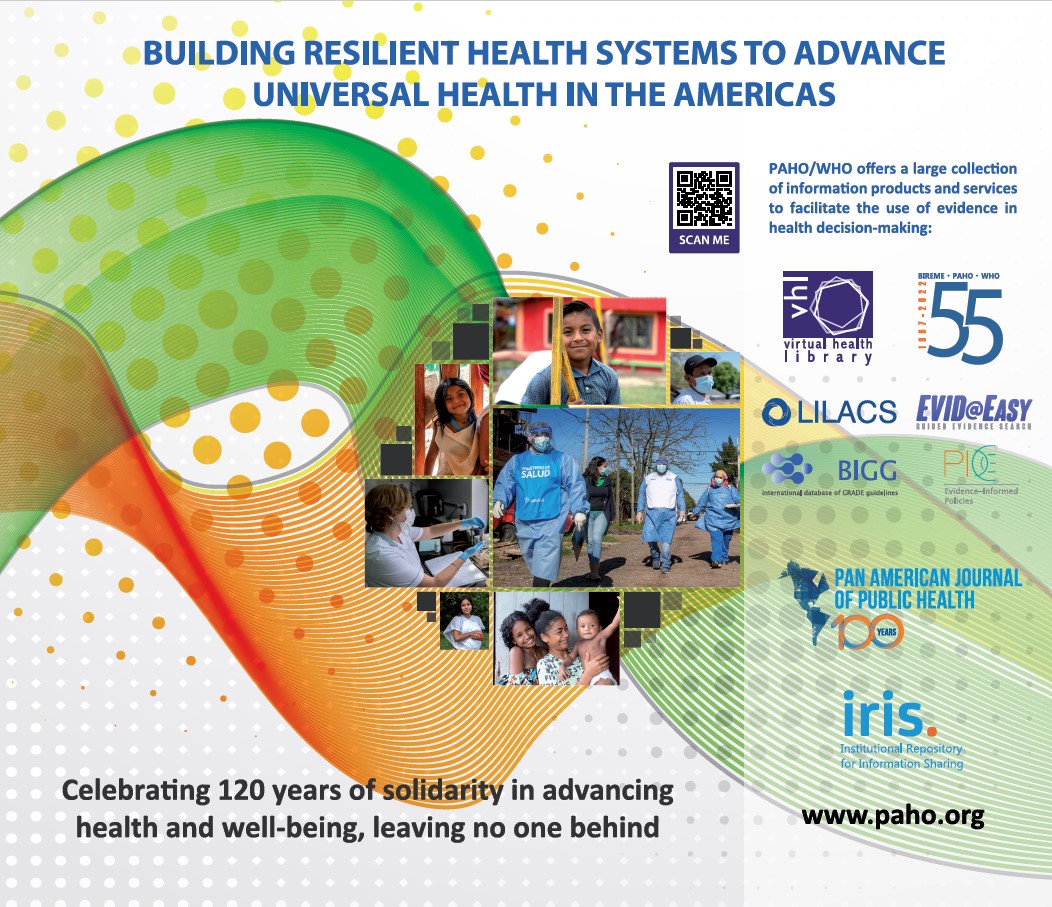 BUILDING RESILIENT HEALTH SYSTEMS TO ADVANCE
UNIVERSAL HEALTH IN THE AMERICAS
SCAN ME
PAHO/WHO offers a large collection
of information products and services
to facilitate the use of evidence in
health decision-making:
vhl
virtual health
library
BIREME • PAHO • WHO
55
LILACS
EVID@EASY
GUIDED EVIDENCE SEARCH
BIGG
international database of GRADE guidelines
PIE
Evidence-Informed
Policies
SALUD
PAN AMERICAN JOURNAL
OF PUBLIC HEALTH
100 YEARS
iris.
Institutional Repository
for Information Sharing
Celebrating 120 years of solidarity in advancing
health and well-being, leaving no one behind
www.paho.org